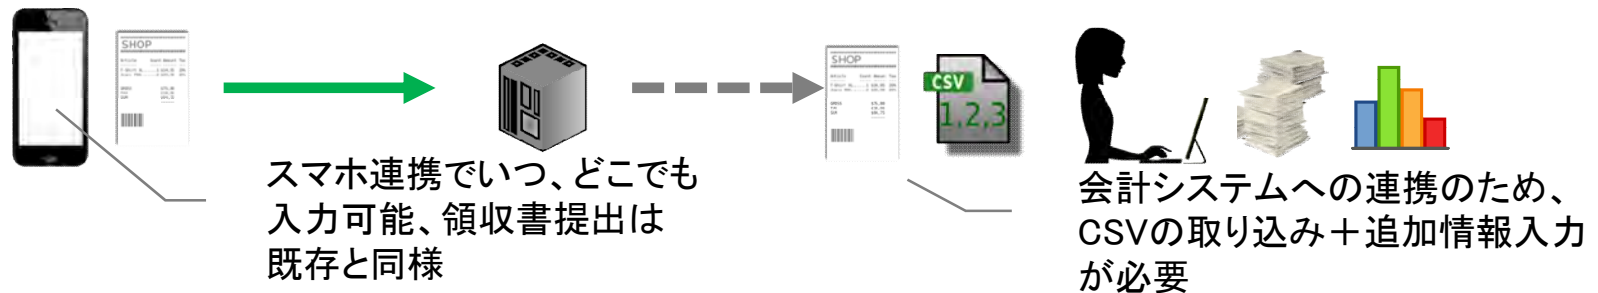 SHOP
スマホ連携でいつ、どこでも
入力可能、領収書提出は
既存と同様
SHOP
CSV
1,2,3
会計システムへの連携のため、
CSVの取り込み＋追加情報入力
が必要